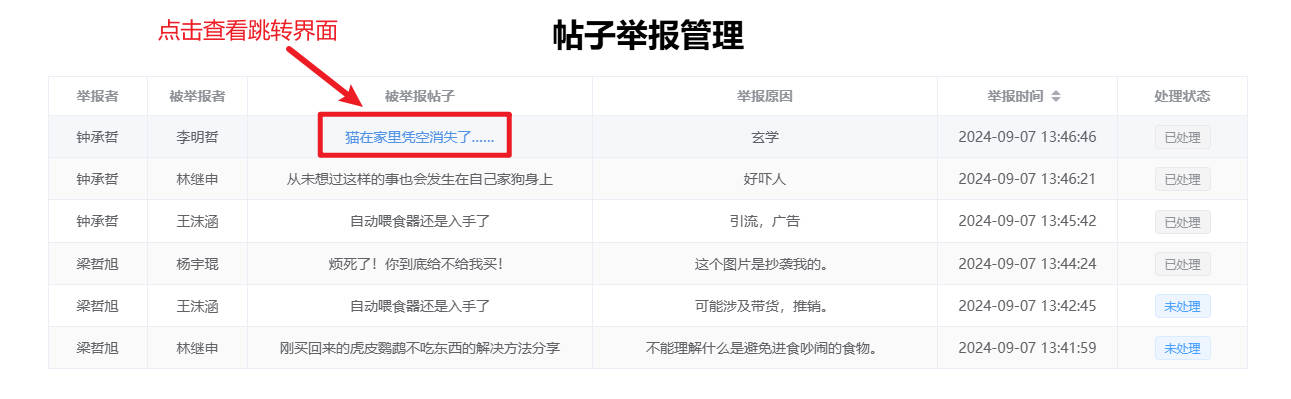 点击查看跳转界面
帖子举报管理
举报者 被举报者 被举报帖子 举报原因 举报时间 处理状态
钟承哲 李明哲 猫在家里凭空消失了...... 玄学 2024-09-07 13:46:46 已处理
钟承哲 林继申 从未想过这样的事也会发生在自己家狗身上 好吓人 2024-09-07 13:46:21 已处理
钟承哲 王沫涵 自动喂食器还是入手了 引流，广告 2024-09-07 13:45:42 已处理
梁哲旭 杨宇琨 烦死了！你到底给不给我买！ 这个图片是抄袭我的。 2024-09-07 13:44:24 已处理
梁哲旭 王沫涵 自动喂食器还是入手了 可能涉及带货，推销。 2024-09-07 13:42:45 未处理
梁哲旭 林继申 刚买回来的虎皮鹦鹉不吃东西的解决方法分享 不能理解什么是避免进食吵闹的食物。 2024-09-07 13:41:59 未处理